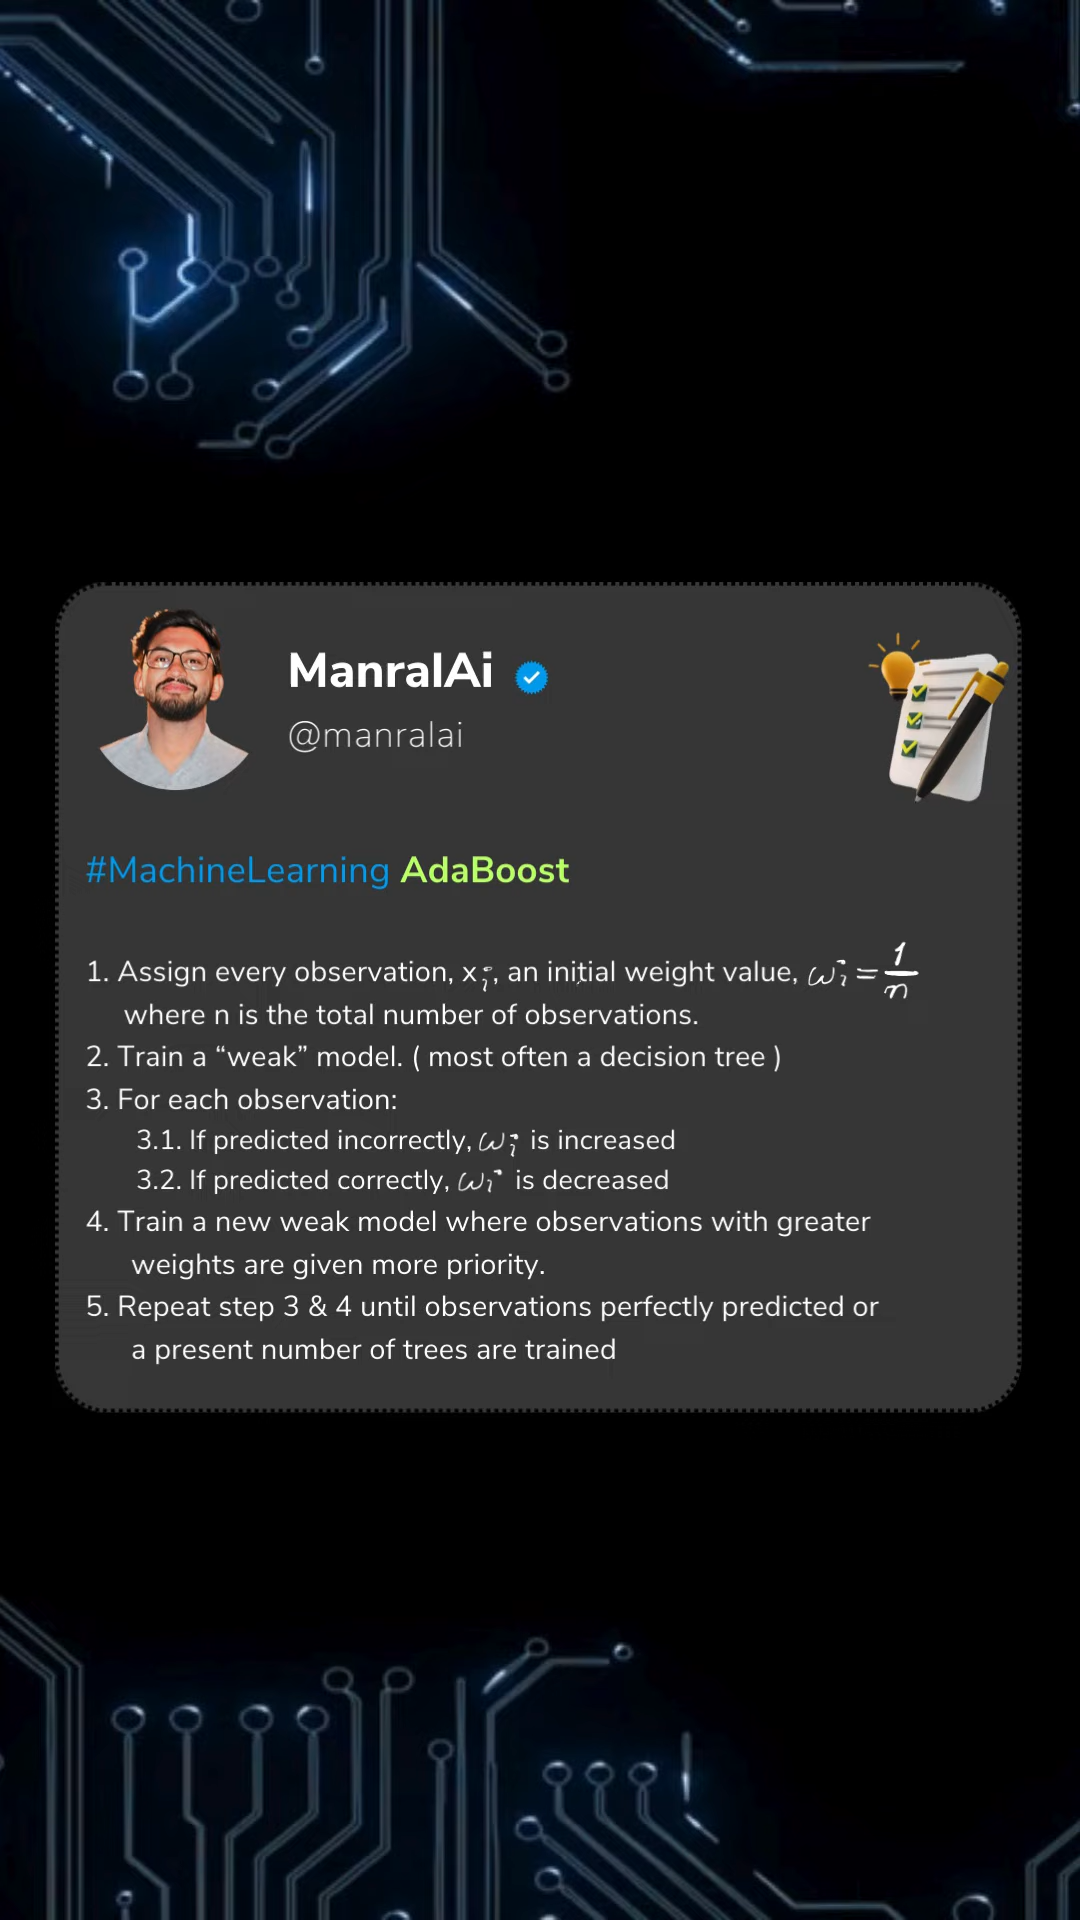 ManralAi
@manralai
#MachineLearning AdaBoost
1. Assign every observation, xᵢ, an initial weight value, ωᵢ = 1/n
where n is the total number of observations.
2. Train a “weak” model. ( most often a decision tree )
3. For each observation:
3.1. If predicted incorrectly, ωᵢ is increased
3.2. If predicted correctly, ωᵢ is decreased
4. Train a new weak model where observations with greater
weights are given more priority.
5. Repeat step 3 & 4 until observations perfectly predicted or
a present number of trees are trained